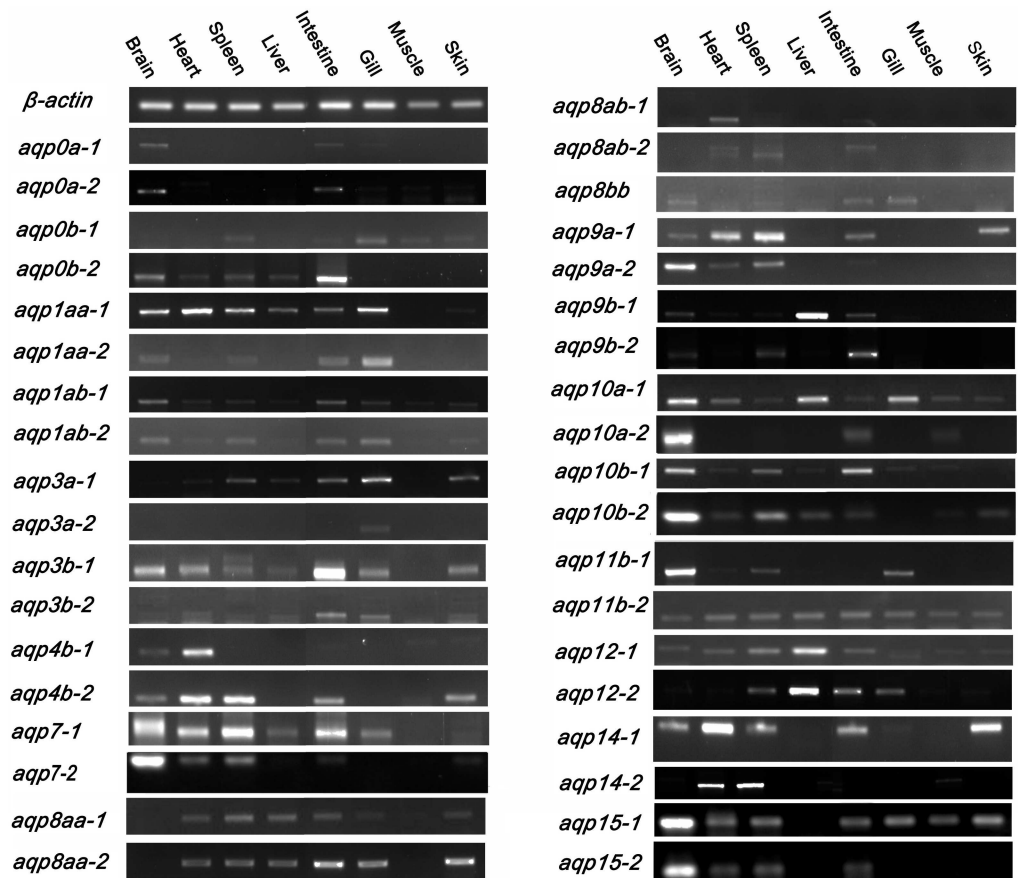 Brain Heart Spleen Liver Intestine Gill Muscle Skin
β-actin
aqp0a-1
aqp0a-2
aqp0b-1
aqp0b-2
aqp1aa-1
aqp1aa-2
aqp1ab-1
aqp1ab-2
aqp3a-1
aqp3a-2
aqp3b-1
aqp3b-2
aqp4b-1
aqp4b-2
aqp7-1
aqp7-2
aqp8aa-1
aqp8aa-2
Brain Heart Spleen Liver Intestine Gill Muscle Skin
aqp8ab-1
aqp8ab-2
aqp8bb
aqp9a-1
aqp9a-2
aqp9b-1
aqp9b-2
aqp10a-1
aqp10a-2
aqp10b-1
aqp10b-2
aqp11b-1
aqp11b-2
aqp12-1
aqp12-2
aqp14-1
aqp14-2
aqp15-1
aqp15-2